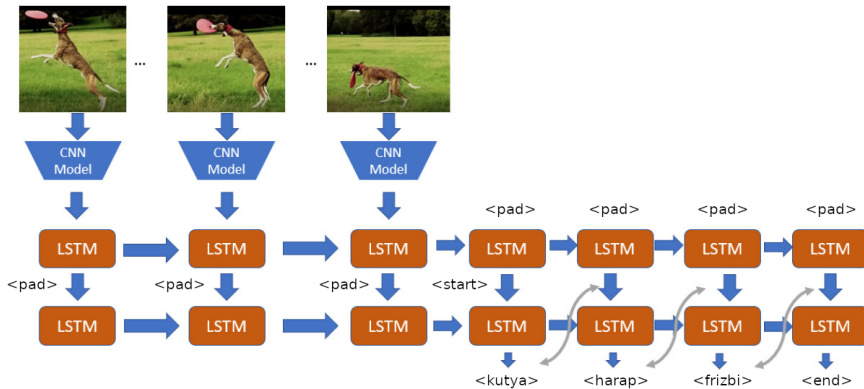 ...
...
CNN
Model
CNN
Model
CNN
Model
<pad> <pad> <pad> <pad>
LSTM LSTM LSTM LSTM LSTM LSTM LSTM
<pad> <pad> <pad> <start>
LSTM LSTM LSTM LSTM LSTM LSTM LSTM
<kutya> <harap> <frizbi> <end>